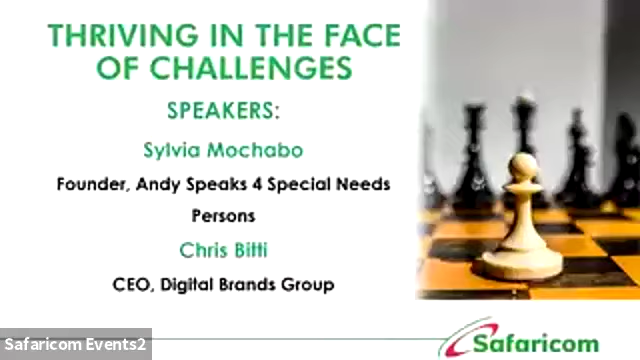 THRIVING IN THE FACE
OF CHALLENGES
SPEAKERS:
Sylvia Mochabo
Founder, Andy Speaks 4 Special Needs
Persons
Chris Bitti
CEO, Digital Brands Group
Safaricom Events2
Safaricom